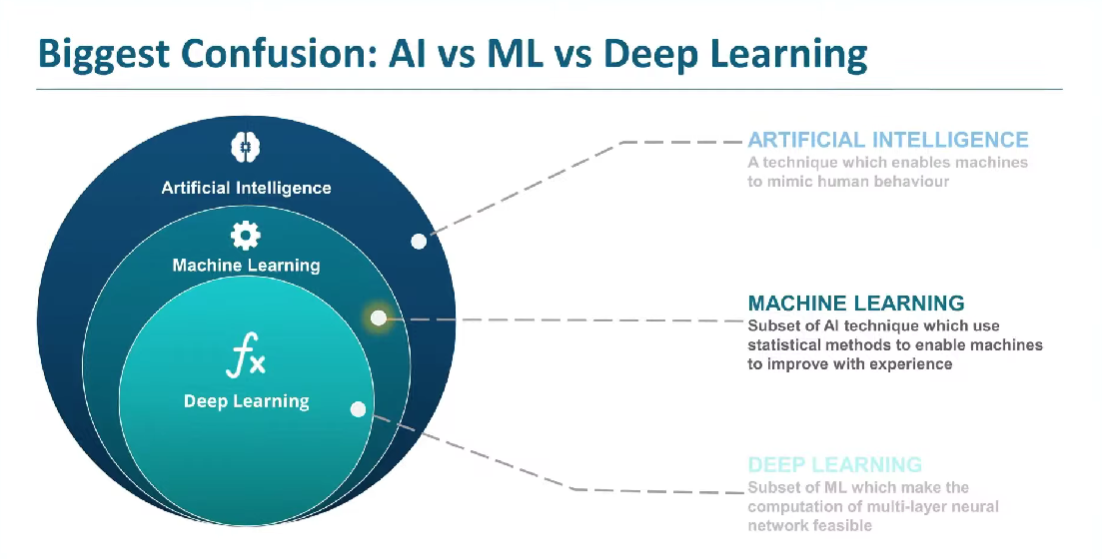 Biggest Confusion: AI vs ML vs Deep Learning
Artificial Intelligence
Machine Learning
fx
Deep Learning
ARTIFICIAL INTELLIGENCE
A technique which enables machines
to mimic human behaviour
MACHINE LEARNING
Subset of AI technique which use
statistical methods to enable machines
to improve with experience
DEEP LEARNING
Subset of ML which make the
computation of multi-layer neural
network feasible